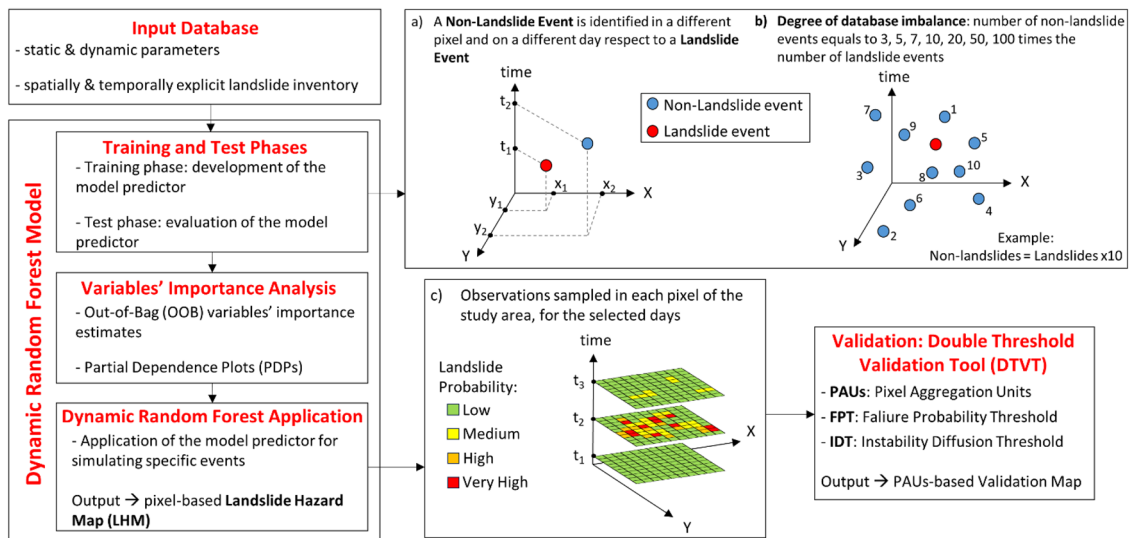 Input Database
- static & dynamic parameters
- spatially & temporally explicit landslide inventory
Dynamic Random Forest Model
Training and Test Phases
- Training phase: development of the
model predictor
- Test phase: evaluation of the model
predictor
Variables' Importance Analysis
- Out-of-Bag (OOB) variables' importance
estimates
- Partial Dependence Plots (PDPs)
Dynamic Random Forest Application
- Application of the model predictor for
simulating specific events
Output → pixel-based Landslide Hazard
Map (LHM)
a) A Non-Landslide Event is identified in a different
pixel and on a different day respect to a Landslide
Event
time
t2
t1
x1
x2
X
y1
y2
Y
Non-Landslide event
Landslide event
b) Degree of database imbalance: number of non-landslide
events equals to 3, 5, 7, 10, 20, 50, 100 times the
number of landslide events
time
7
1
9
5
3
8
10
X
6
4
2
Y
Example:
Non-landslides = Landslides x10
c) Observations sampled in each pixel of the
study area, for the selected days
Landslide
Probability:
Low
Medium
High
Very High
time
t3
t2
t1
X
Y
Validation: Double Threshold
Validation Tool (DTVT)
- PAUs: Pixel Aggregation Units
- FPT: Faliure Probability Threshold
- IDT: Instability Diffusion Threshold
Output → PAUs-based Validation Map